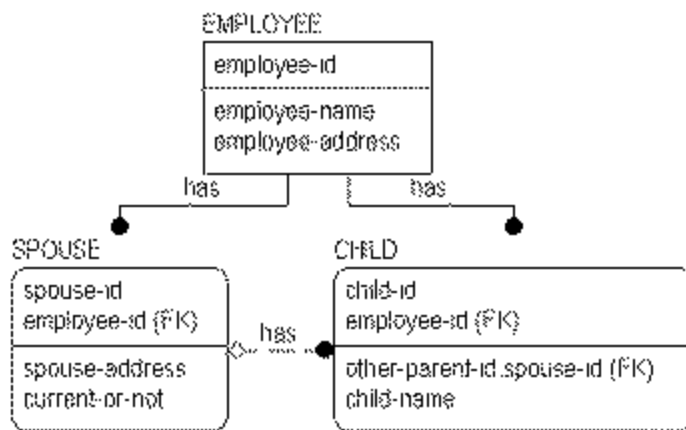 EMPLOYEE
employee-id
employee-name
employee-address
has
has
SPOUSE
spouse-id
employee-id (FK)
spouse-address
current-or-not
has
CHILD
child-id
employee-id (FK)
other-parent-id.spouse-id (FK)
child-name